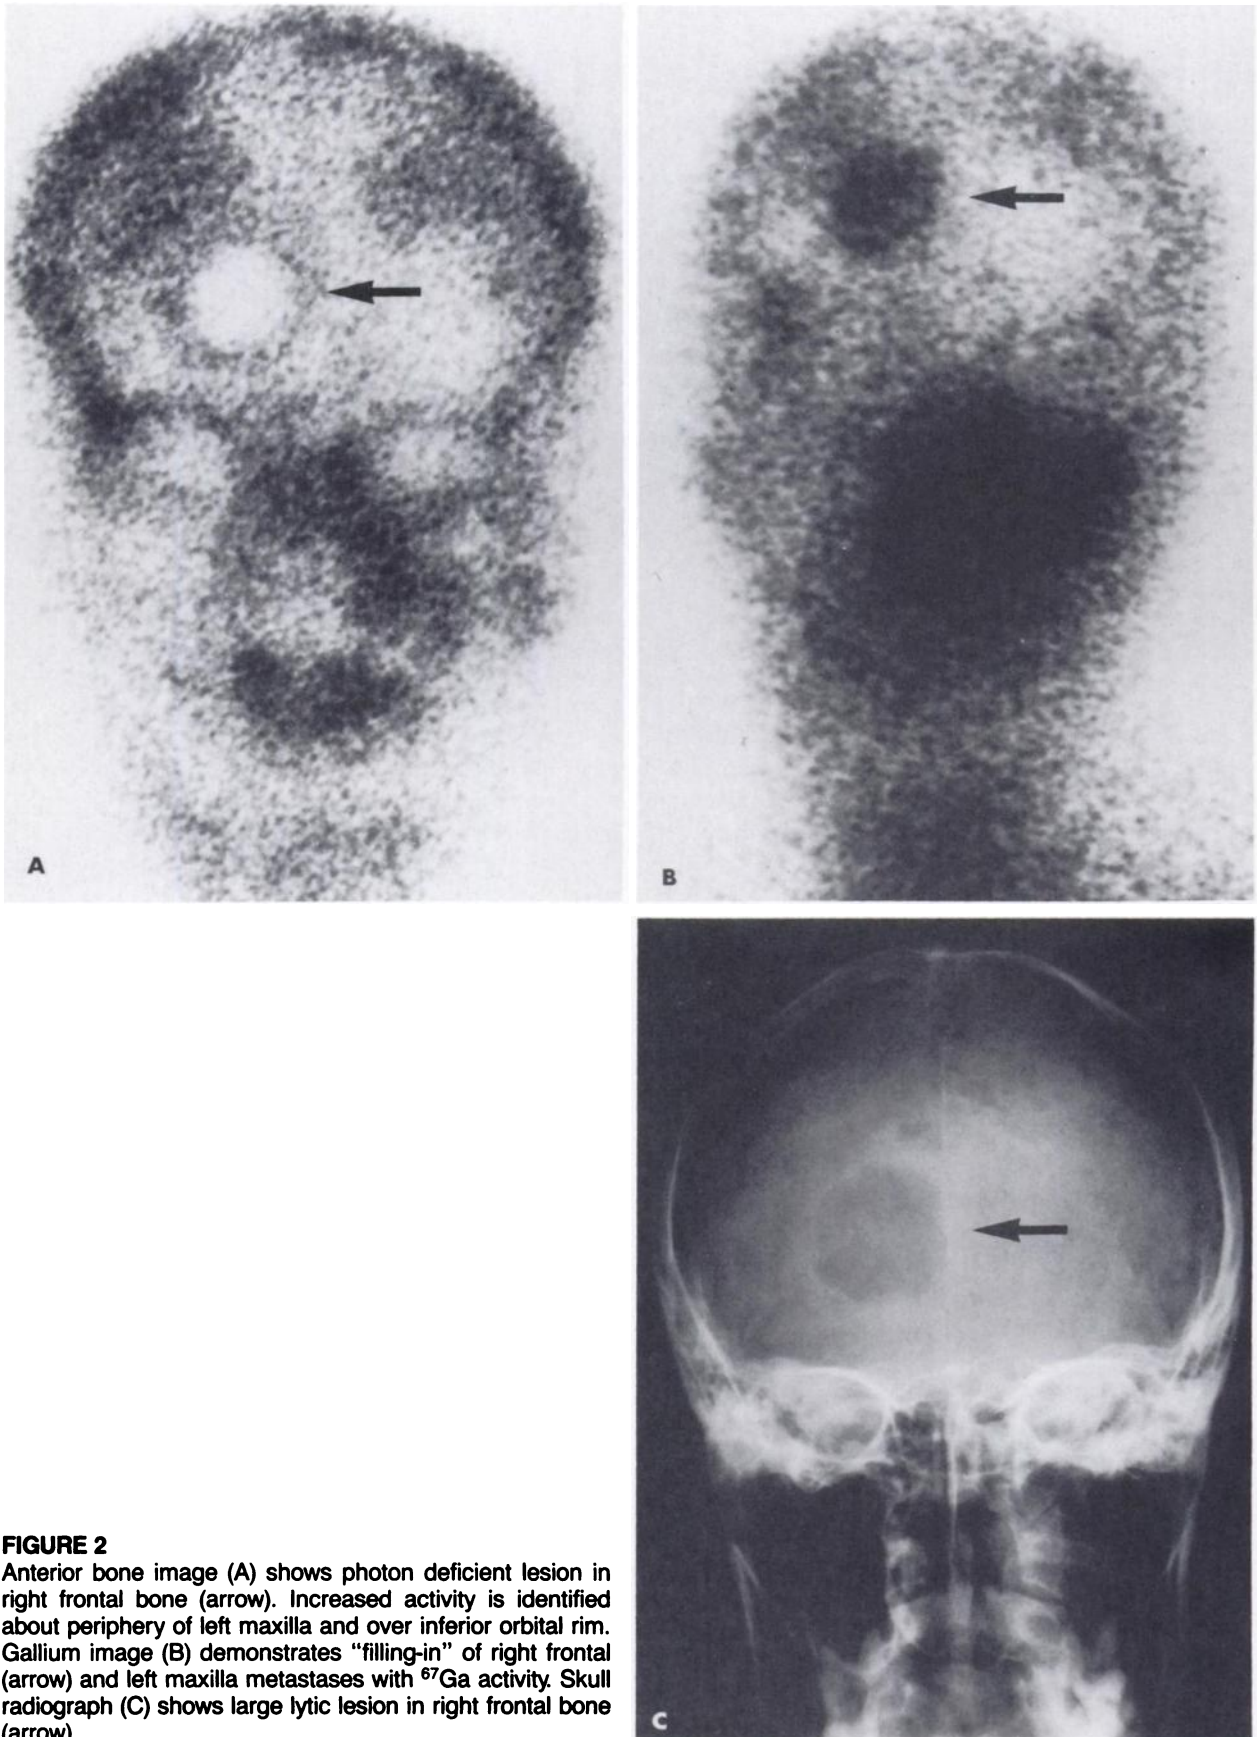 A
B
C
FIGURE 2
Anterior bone image (A) shows photon deficient lesion in
right frontal bone (arrow). Increased activity is identified
about periphery of left maxilla and over inferior orbital rim.
Gallium image (B) demonstrates “filling-in” of right frontal
(arrow) and left maxilla metastases with ⁶⁷Ga activity. Skull
radiograph (C) shows large lytic lesion in right frontal bone
(arrow)